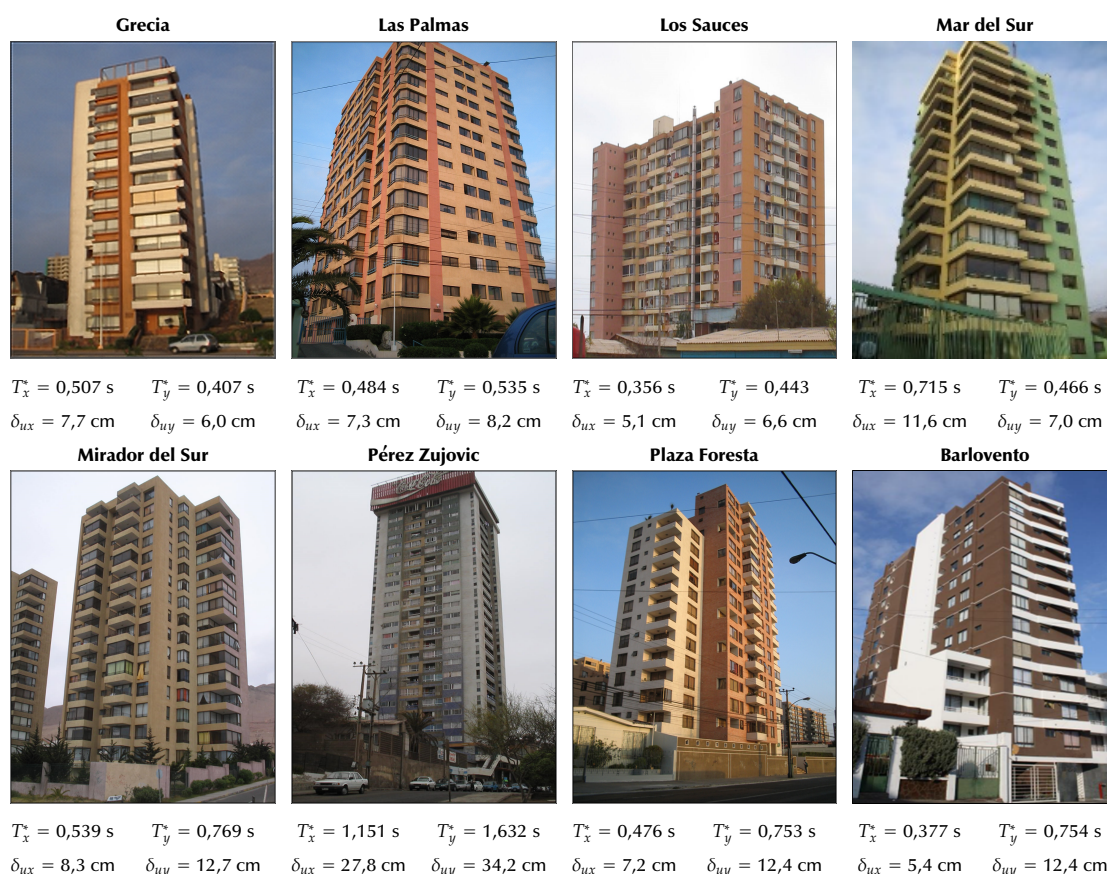 Grecia Las Palmas Los Sauces Mar del Sur
T*x = 0,507 s T*y = 0,407 s T*x = 0,484 s T*y = 0,535 s T*x = 0,356 s T*y = 0,443 T*x = 0,715 s T*y = 0,466 s
δux = 7,7 cm δuy = 6,0 cm δux = 7,3 cm δuy = 8,2 cm δux = 5,1 cm δuy = 6,6 cm δux = 11,6 cm δuy = 7,0 cm
Mirador del Sur Pérez Zujovic Plaza Foresta Barlovento
T*x = 0,539 s T*y = 0,769 s T*x = 1,151 s T*y = 1,632 s T*x = 0,476 s T*y = 0,753 s T*x = 0,377 s T*y = 0,754 s
δux = 8,3 cm δuy = 12,7 cm δux = 27,8 cm δuy = 34,2 cm δux = 7,2 cm δuy = 12,4 cm δux = 5,4 cm δuy = 12,4 cm